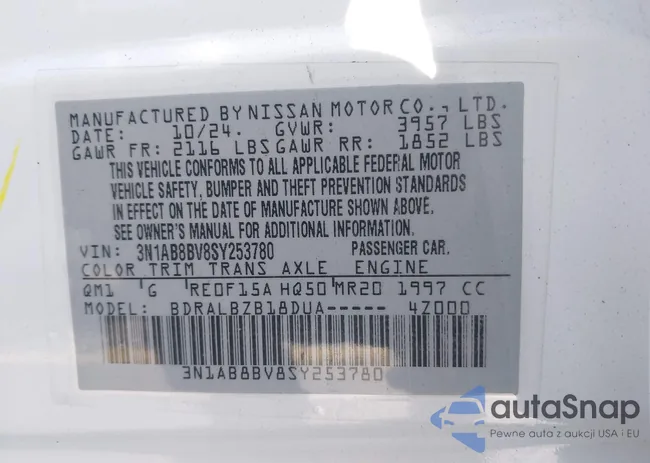 MANUFACTURED BY NISSAN MOTOR CO., LTD.
DATE: 10/24. GVWR: 3957 LBS
GAWR FR: 2116 LBS GAWR RR: 1852 LBS
THIS VEHICLE CONFORMS TO ALL APPLICABLE FEDERAL MOTOR
VEHICLE SAFETY, BUMPER AND THEFT PREVENTION STANDARDS
IN EFFECT ON THE DATE OF MANUFACTURE SHOWN ABOVE.
SEE OWNER'S MANUAL FOR ADDITIONAL INFORMATION.
VIN: 3N1AB8BV8SY253780 PASSENGER CAR.
COLOR TRIM TRANS AXLE ENGINE
QM1 G RE0F15A HQ50 MR20 1997 CC
MODEL: BDRALBZB18DUA----- 4Z000
3N1AB8BV8SY253780
autaSnap
Pewne auta z aukcji USA i EU